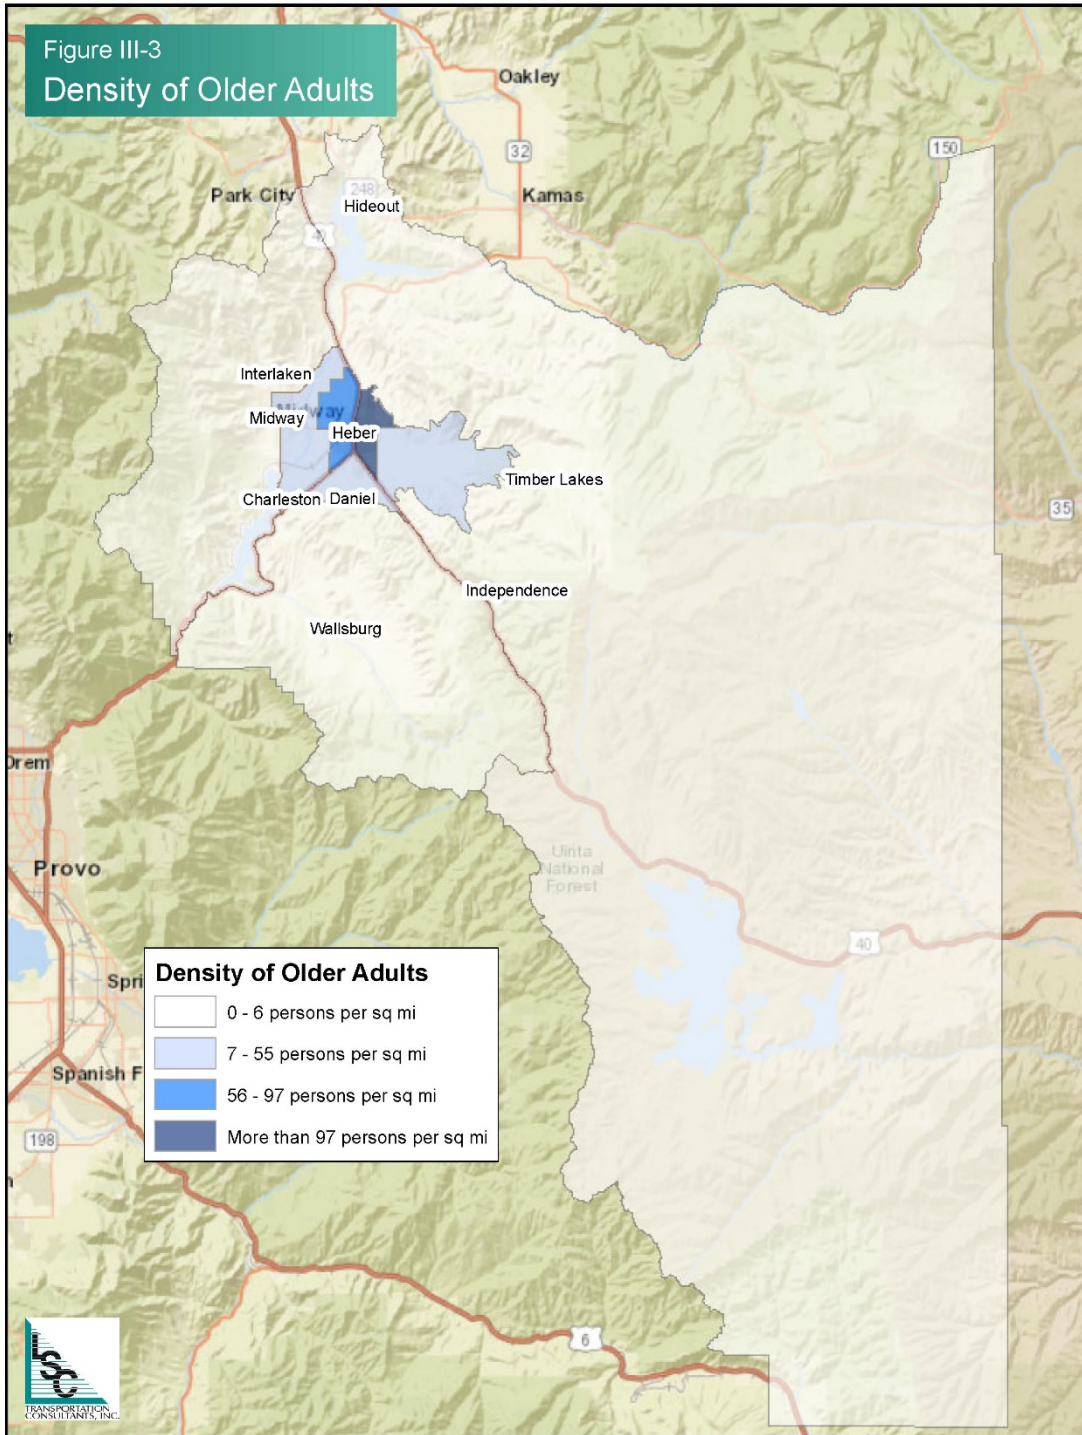 Figure III-3
Density of Older Adults
Oakley
150
32
Park City
248
Kamas
Hideout
40
Interlaken
Midway
Midway
Heber
Timber Lakes
Charleston
Daniel
35
Independence
Wallsburg
Orem
Uinta
National
Forest
Provo
40
Density of Older Adults
Spri
0 - 6 persons per sq mi
7 - 55 persons per sq mi
Spanish F
56 - 97 persons per sq mi
198
More than 97 persons per sq mi
6
LSC
TRANSPORTATION
CONSULTANTS, INC.